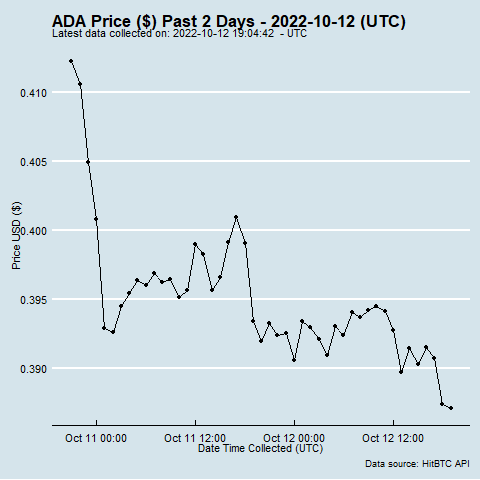 ADA Price ($) Past 2 Days - 2022-10-12 (UTC)
Latest data collected on: 2022-10-12 19:04:42  - UTC
0.410
0.405
0.400
0.395
0.390
Price USD ($)
Oct 11 00:00
Oct 11 12:00
Oct 12 00:00
Oct 12 12:00
Date Time Collected (UTC)
Data source: HitBTC API